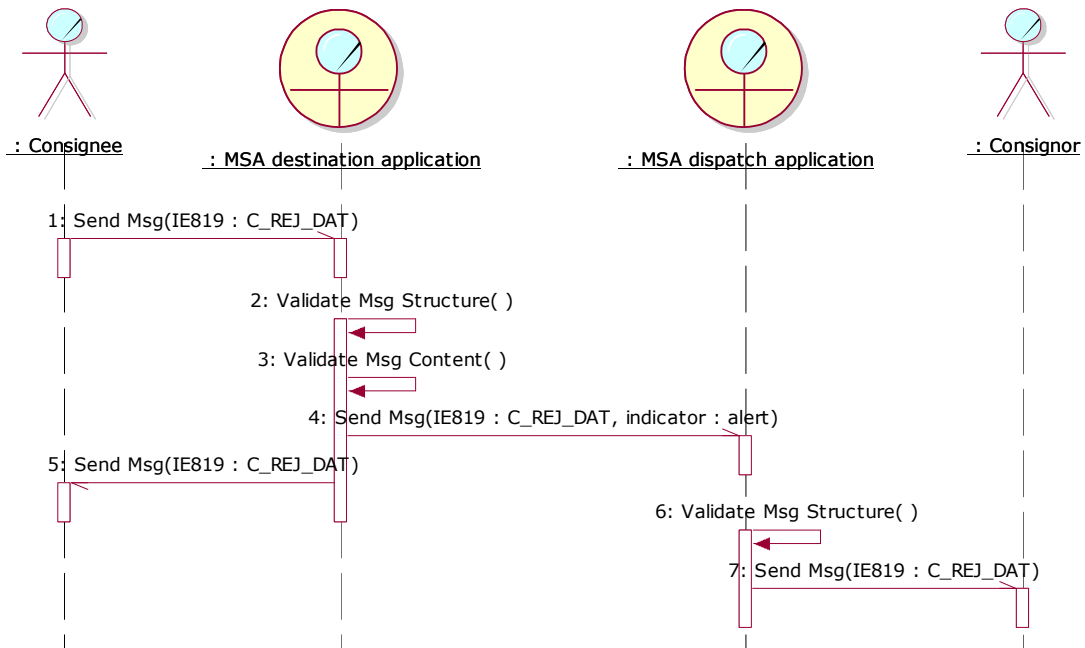 : Consignee
: MSA destination application
: MSA dispatch application
: Consignor
1: Send Msg(IE819 : C_REJ_DAT)
2: Validate Msg Structure( )
3: Validate Msg Content( )
4: Send Msg(IE819 : C_REJ_DAT, indicator : alert)
5: Send Msg(IE819 : C_REJ_DAT)
6: Validate Msg Structure( )
7: Send Msg(IE819 : C_REJ_DAT)